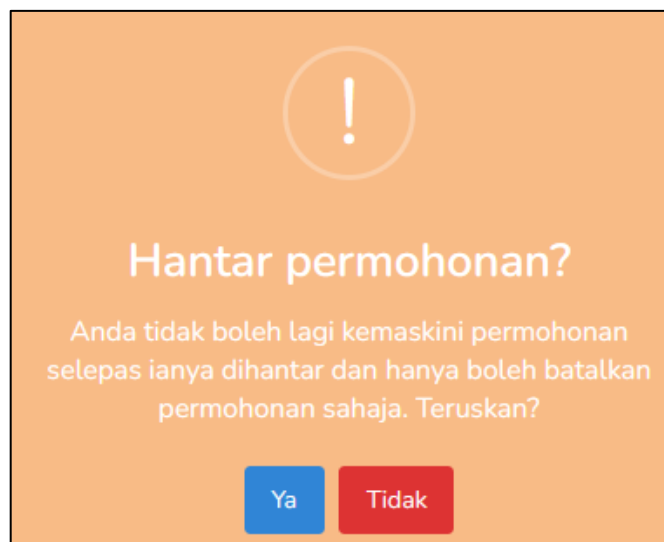 !
Hantar permohonan?
Anda tidak boleh lagi kemaskini permohonan
selepas ianya dihantar dan hanya boleh batalkan
permohonan sahaja. Teruskan?
Ya Tidak